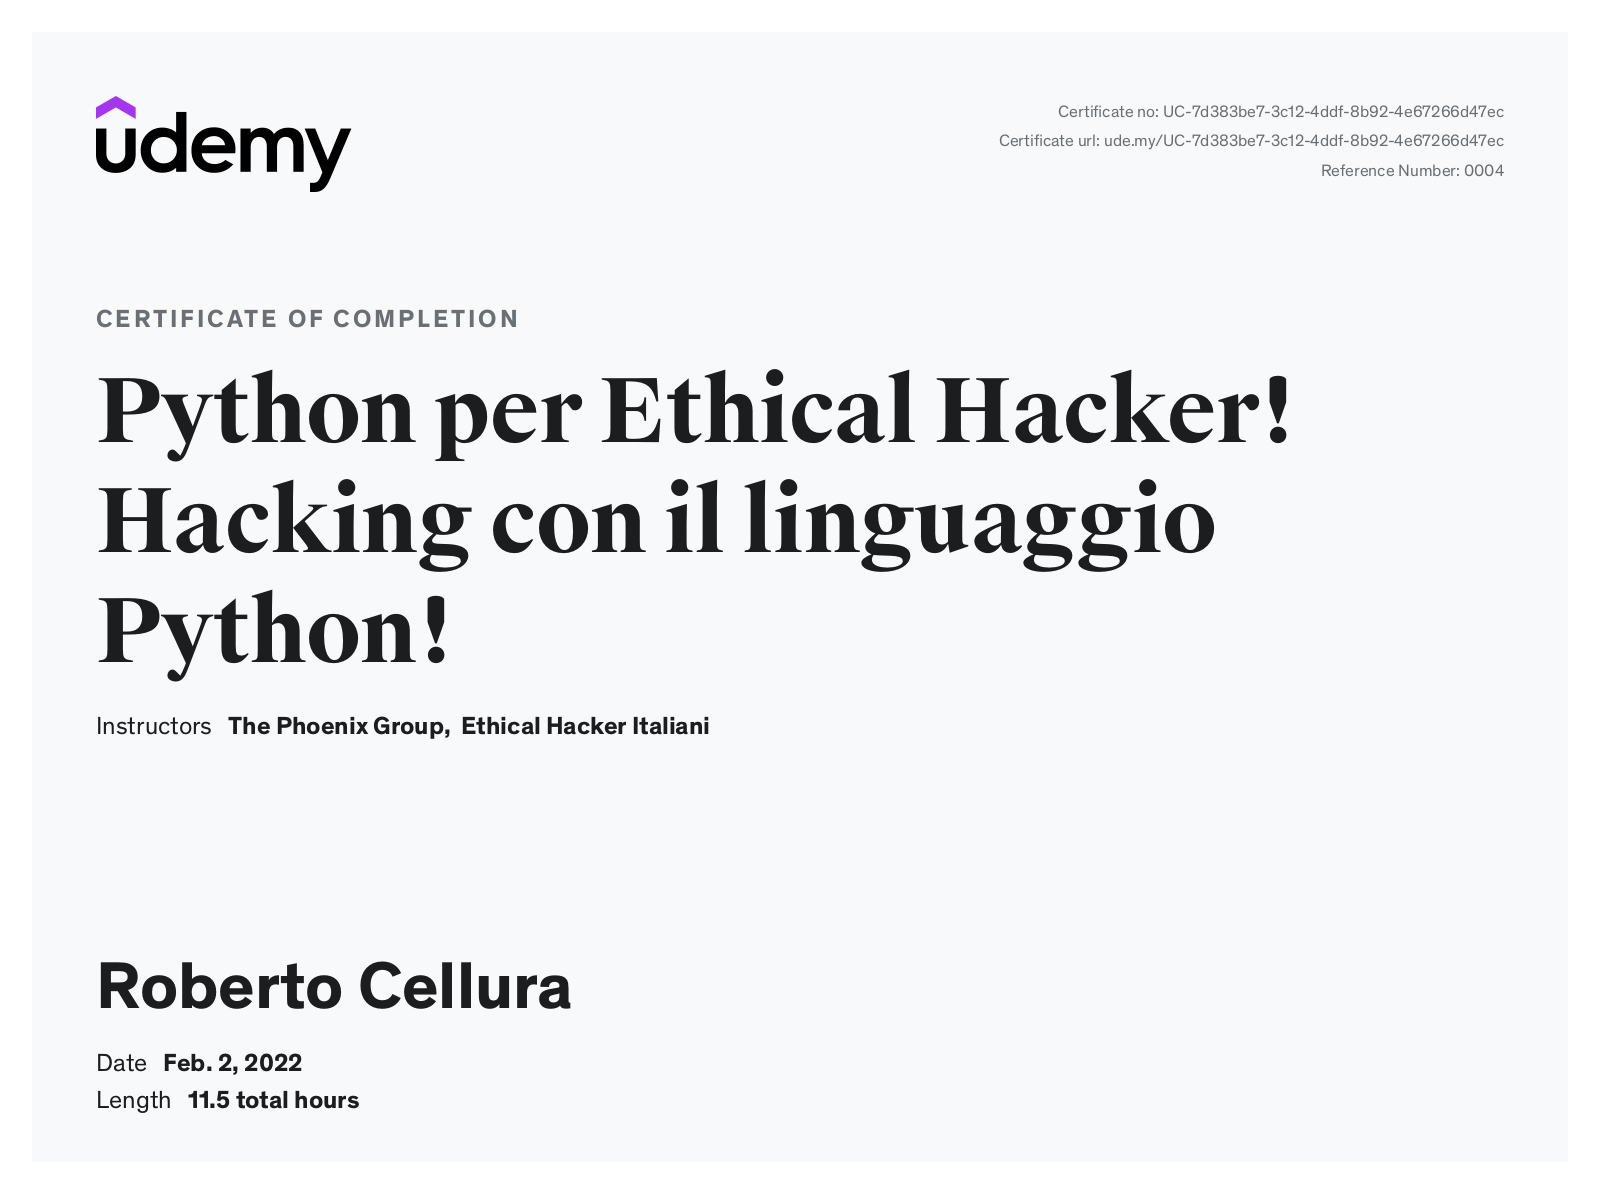 udemy
Certificate no: UC-7d383be7-3c12-4ddf-8b92-4e67266d47ec
Certificate url: ude.my/UC-7d383be7-3c12-4ddf-8b92-4e67266d47ec
Reference Number: 0004
CERTIFICATE OF COMPLETION
Python per Ethical Hacker!
Hacking con il linguaggio
Python!
Instructors The Phoenix Group, Ethical Hacker Italiani
Roberto Cellura
Date Feb. 2, 2022
Length 11.5 total hours